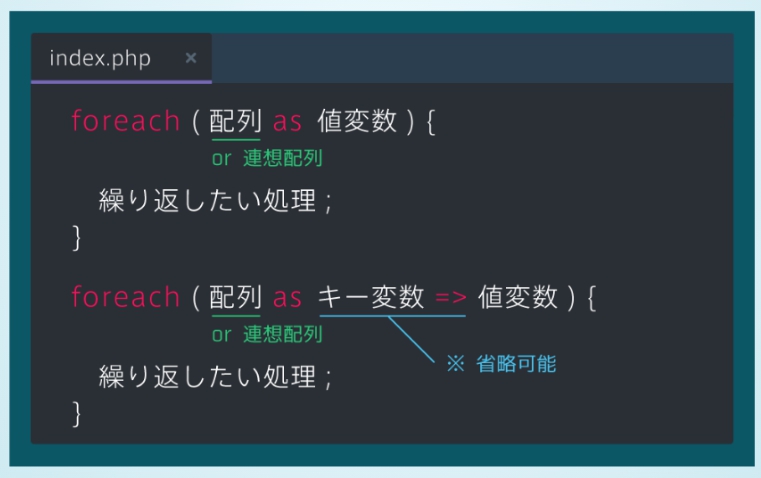 index.php ×
foreach ( 配列 as 値変数 ) {
or 連想配列
繰り返したい処理 ;
}
foreach ( 配列 as キー変数 => 値変数 ) {
or 連想配列
※ 省略可能
繰り返したい処理 ;
}